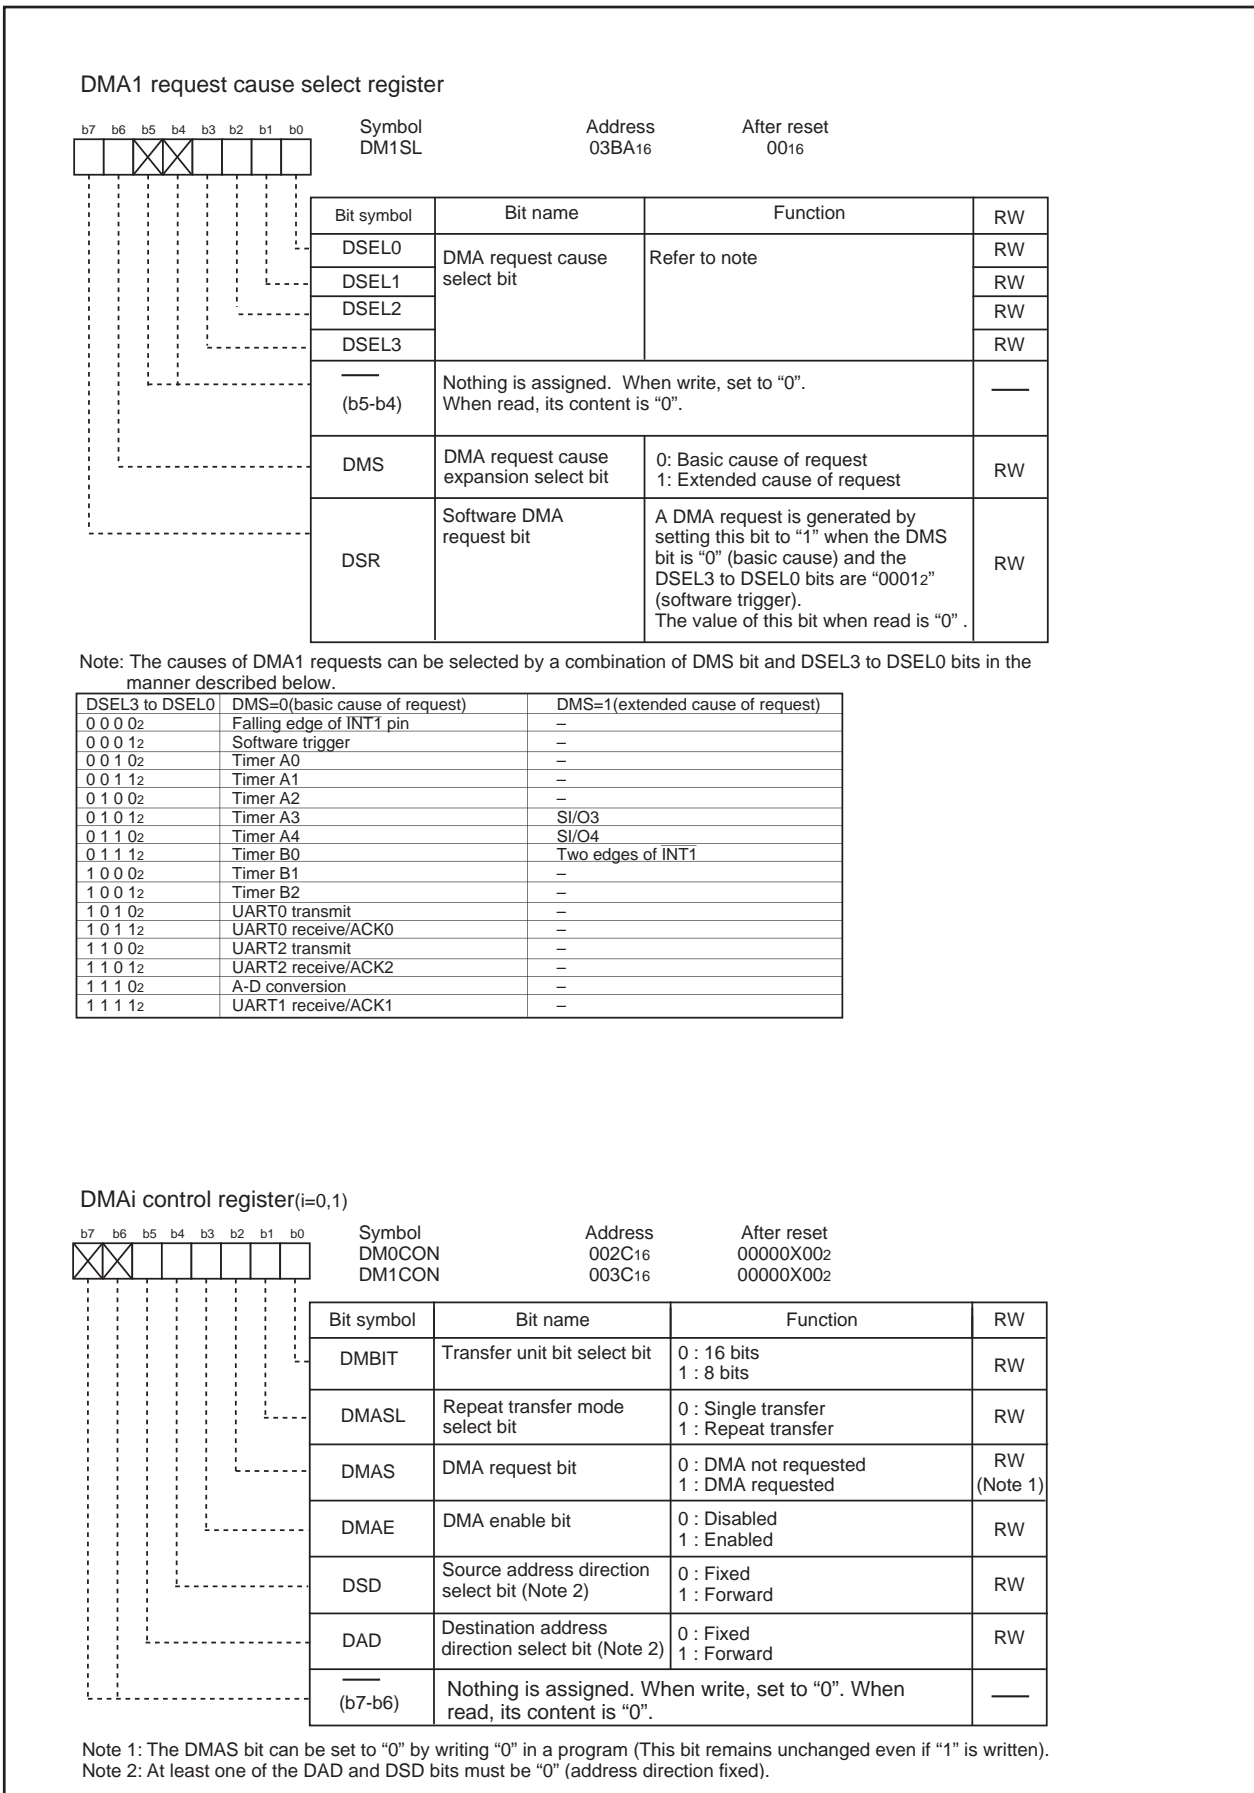 DMA1 request cause select register
b7 b6 b5 b4 b3 b2 b1 b0
Symbol Address After reset
DM1SL 03BA16 0016
Bit symbol Bit name Function RW
DSEL0 DMA request cause select bit Refer to note RW
DSEL1 RW
DSEL2 RW
DSEL3 RW
(b5-b4) Nothing is assigned. When write, set to “0”.
When read, its content is “0”.
DMS DMA request cause expansion select bit 0: Basic cause of request RW
1: Extended cause of request
DSR Software DMA request bit A DMA request is generated by
setting this bit to “1” when the DMS
bit is “0” (basic cause) and the
DSEL3 to DSEL0 bits are “00012”
(software trigger).
The value of this bit when read is “0” .
RW
Note: The causes of DMA1 requests can be selected by a combination of DMS bit and DSEL3 to DSEL0 bits in the
manner described below.
DSEL3 to DSEL0 DMS=0(basic cause of request) DMS=1(extended cause of request)
0 0 0 02 Falling edge of INT1 pin –
0 0 0 12 Software trigger –
0 0 1 02 Timer A0 –
0 0 1 12 Timer A1 –
0 1 0 02 Timer A2 –
0 1 0 12 Timer A3 SI/O3
0 1 1 02 Timer A4 SI/O4
0 1 1 12 Timer B0 Two edges of INT1
1 0 0 02 Timer B1 –
1 0 0 12 Timer B2 –
1 0 1 02 UART0 transmit –
1 0 1 12 UART0 receive/ACK0 –
1 1 0 02 UART2 transmit –
1 1 0 12 UART2 receive/ACK2 –
1 1 1 02 A-D conversion –
1 1 1 12 UART1 receive/ACK1 –
DMAi control register(i=0,1)
b7 b6 b5 b4 b3 b2 b1 b0
Symbol Address After reset
DM0CON 002C16 00000X002
DM1CON 003C16 00000X002
Bit symbol Bit name Function RW
DMBIT Transfer unit bit select bit 0 : 16 bits RW
1 : 8 bits
DMASL Repeat transfer mode select bit 0 : Single transfer RW
1 : Repeat transfer
DMAS DMA request bit 0 : DMA not requested RW
1 : DMA requested (Note 1)
DMAE DMA enable bit 0 : Disabled RW
1 : Enabled
DSD Source address direction select bit (Note 2) 0 : Fixed RW
1 : Forward
DAD Destination address direction select bit (Note 2) 0 : Fixed RW
1 : Forward
(b7-b6) Nothing is assigned. When write, set to “0”. When
read, its content is “0”.
Note 1: The DMAS bit can be set to “0” by writing “0” in a program (This bit remains unchanged even if “1” is written).
Note 2: At least one of the DAD and DSD bits must be “0” (address direction fixed).